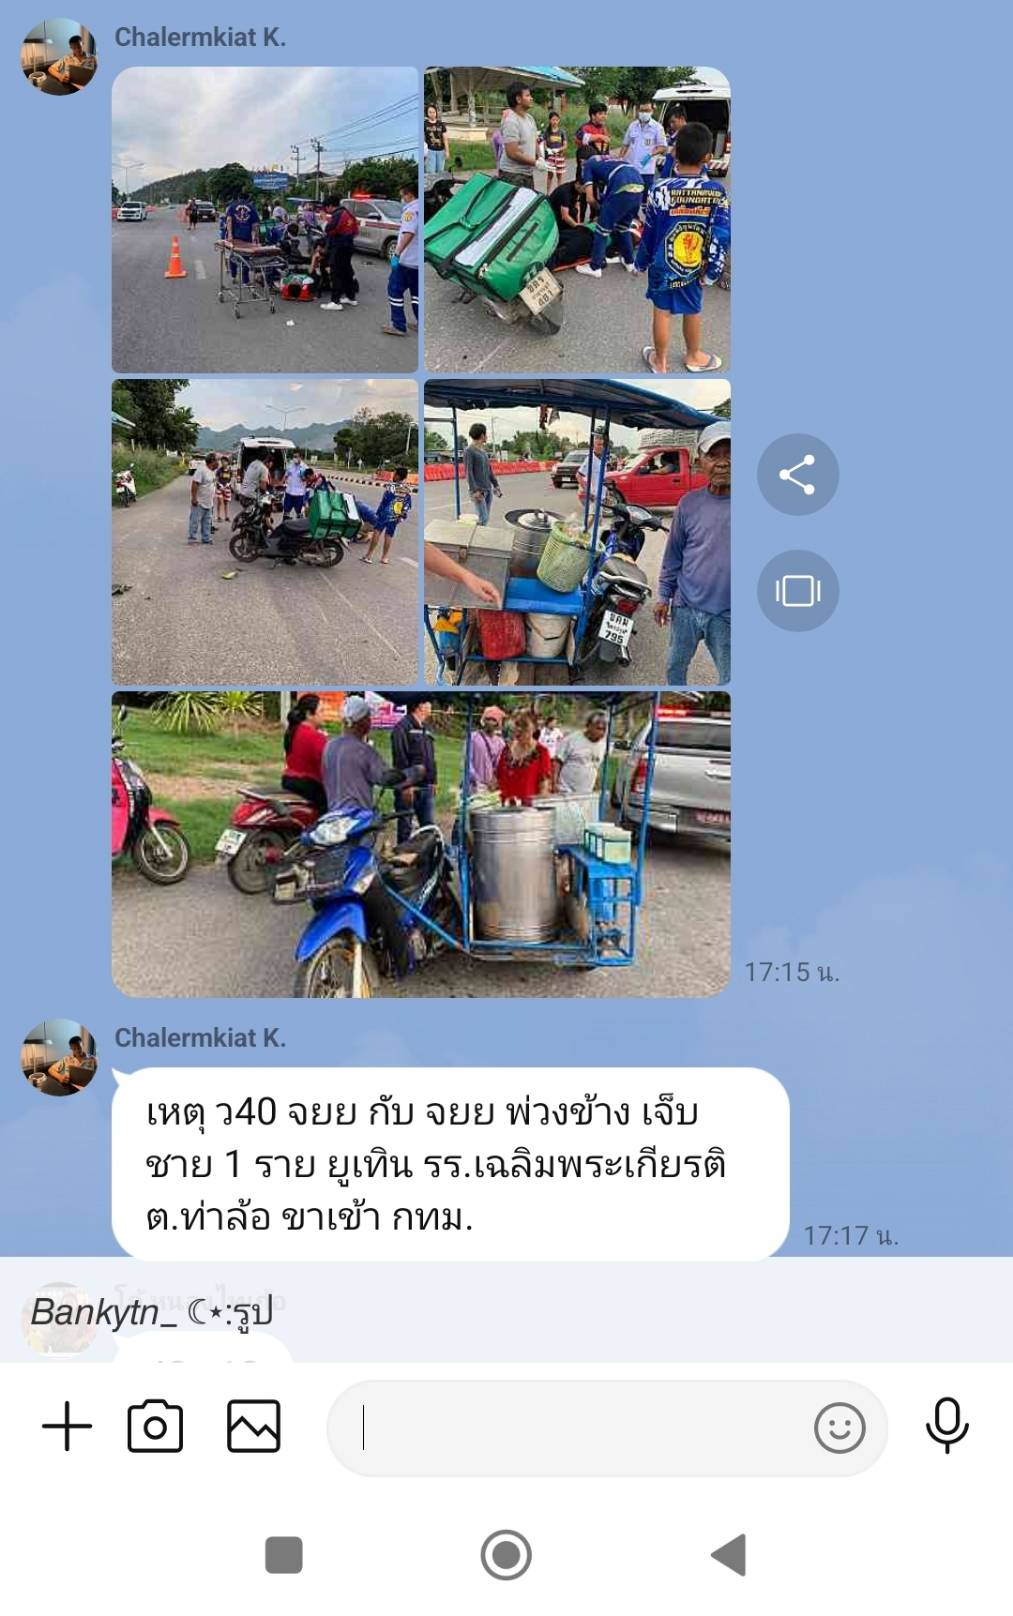 Chalermkiat K.
RATTANAKO
FOUNDATIO
795
17:15 น.
Chalermkiat K.
เหตุ ว40 จยย กับ จยย พ่วงข้าง เจ็บ
ชาย 1 ราย ยูเทิน รร.เฉลิมพระเกียรติ
ต.ท่าล้อ ขาเข้า กทม.
17:17 น.
Bankytn_ ☾⋆:รูป